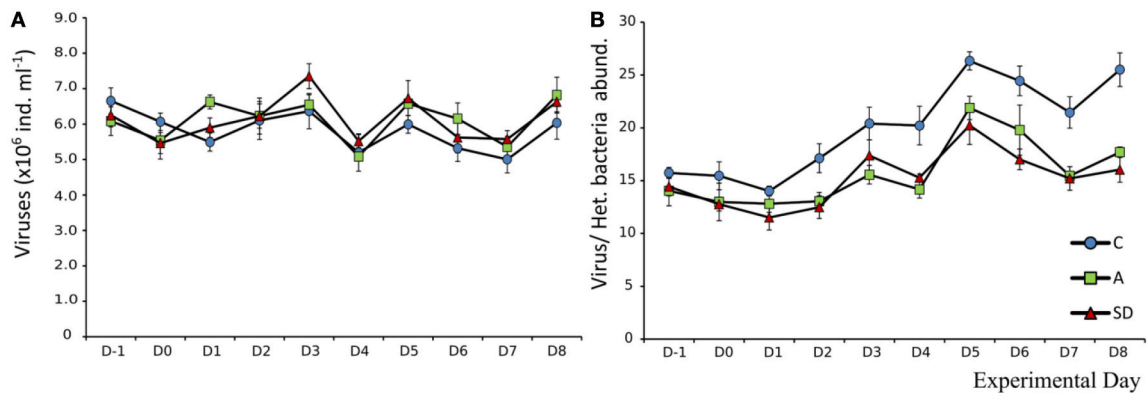 A
Viruses (x10⁶ ind. ml⁻¹)
9.0
8.0
7.0
6.0
5.0
4.0
3.0
2.0
1.0
0
D-1 D0 D1 D2 D3 D4 D5 D6 D7 D8
B
Virus/ Het. bacteria abund.
30
25
20
15
10
5
0
C
A
SD
D-1 D0 D1 D2 D3 D4 D5 D6 D7 D8
Experimental Day